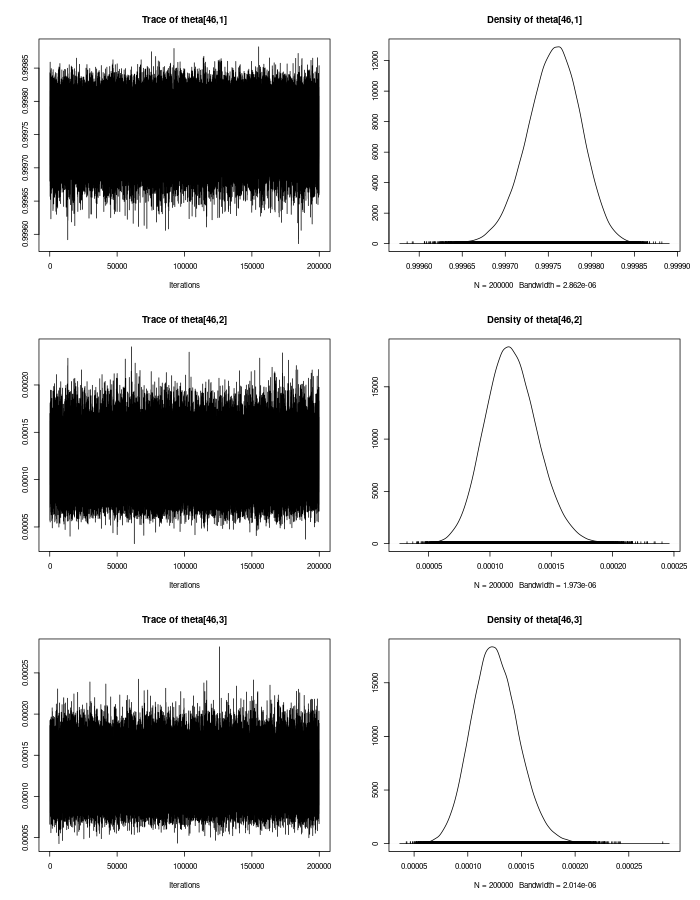 Trace of theta[46,1]
0.99960 0.99965 0.99970 0.99975 0.99980 0.99985
0 50000 100000 150000 200000
Iterations
Density of theta[46,1]
0 2000 4000 6000 8000 10000 12000
0.99960 0.99965 0.99970 0.99975 0.99980 0.99985 0.99990
N = 200000 Bandwidth = 2.862e-06
Trace of theta[46,2]
0.00005 0.00010 0.00015 0.00020
0 50000 100000 150000 200000
Iterations
Density of theta[46,2]
0 5000 10000 15000
0.00005 0.00010 0.00015 0.00020 0.00025
N = 200000 Bandwidth = 1.973e-06
Trace of theta[46,3]
0.00005 0.00010 0.00015 0.00020 0.00025
0 50000 100000 150000 200000
Iterations
Density of theta[46,3]
0 5000 10000 15000
0.00005 0.00010 0.00015 0.00020 0.00025
N = 200000 Bandwidth = 2.014e-06